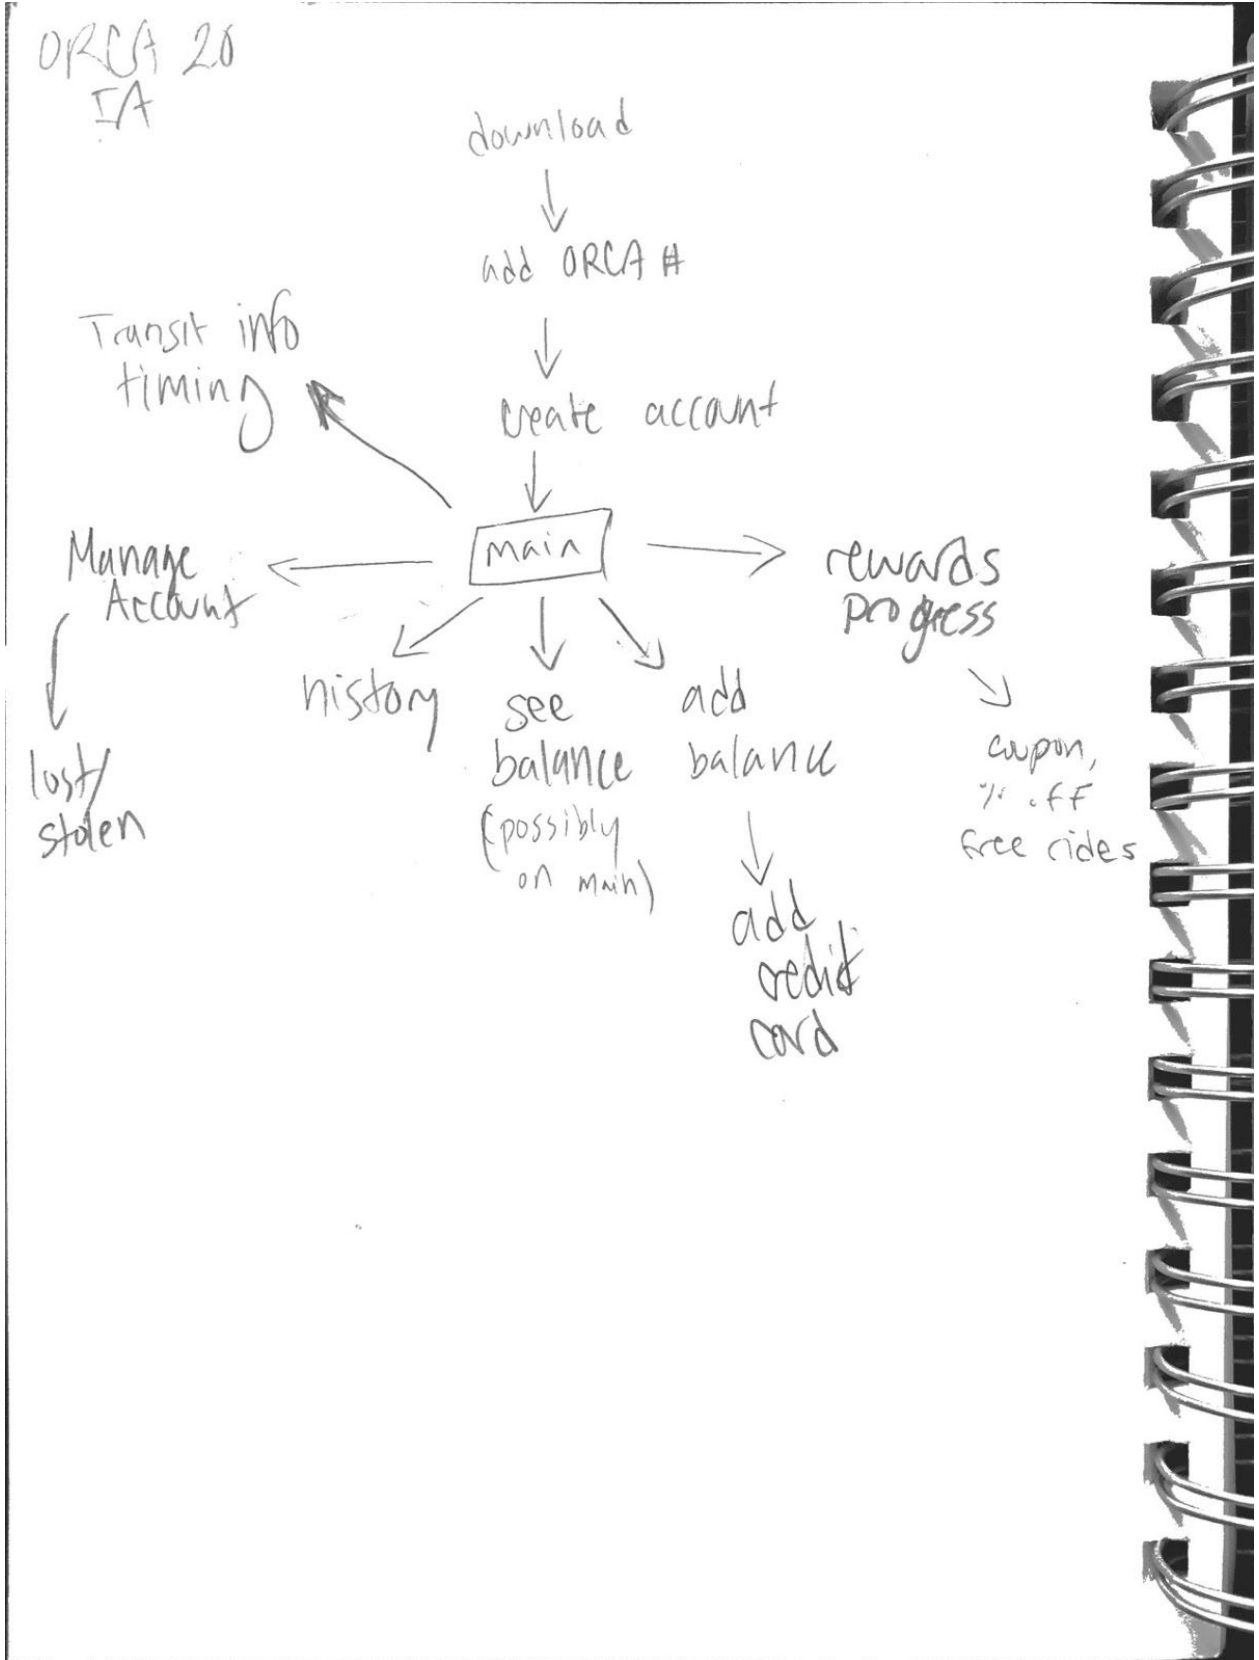 ORCA 2.0
IA
download
add ORCA #
create account
Transit info
timing
main
Manage
Account
rewards
progress
history
see
balance
(possibly
on main)
add
balance
lost/
stolen
coupon,
% off
free rides
add
credit
card